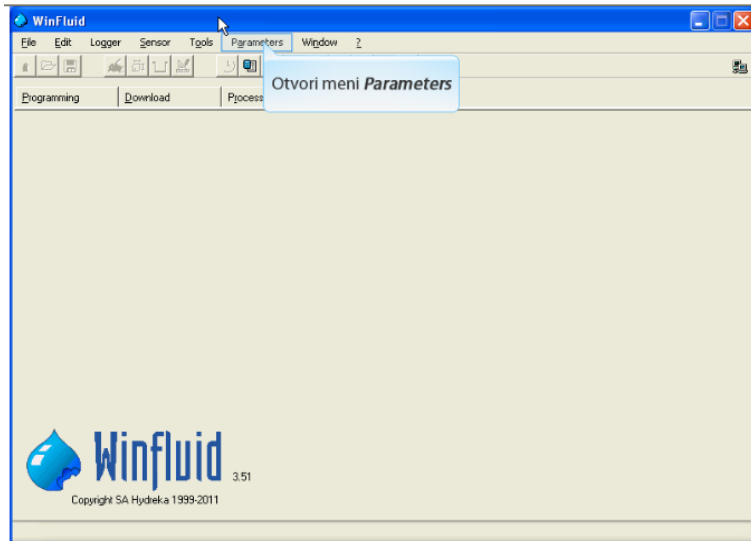 WinFluid
File Edit Logger Sensor Tools Parameters Window ?
Programming Download Process
Otvori meni Parameters
Winfluid 3.51
Copyright SA Hydreka 1999-2011